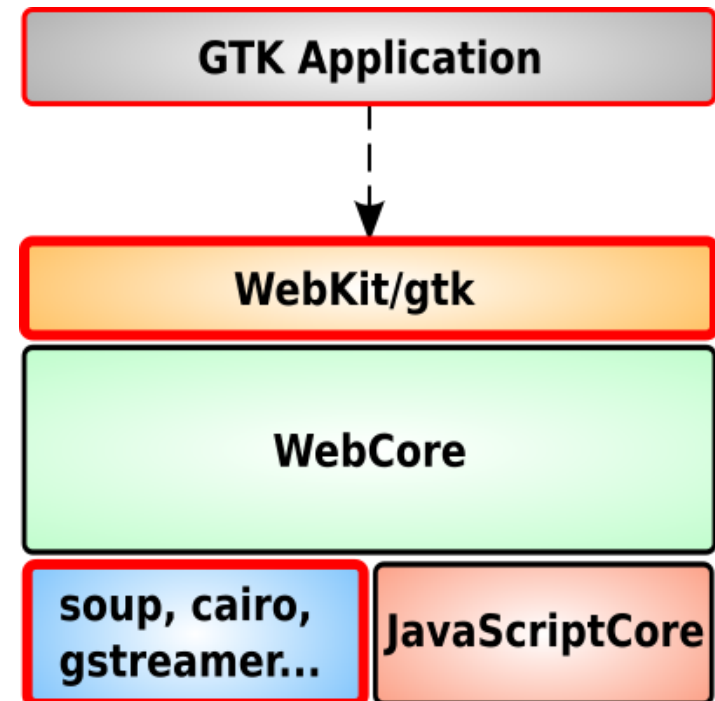 GTK Application
WebKit/gtk
WebCore
soup, cairo,
gstreamer...
JavaScriptCore